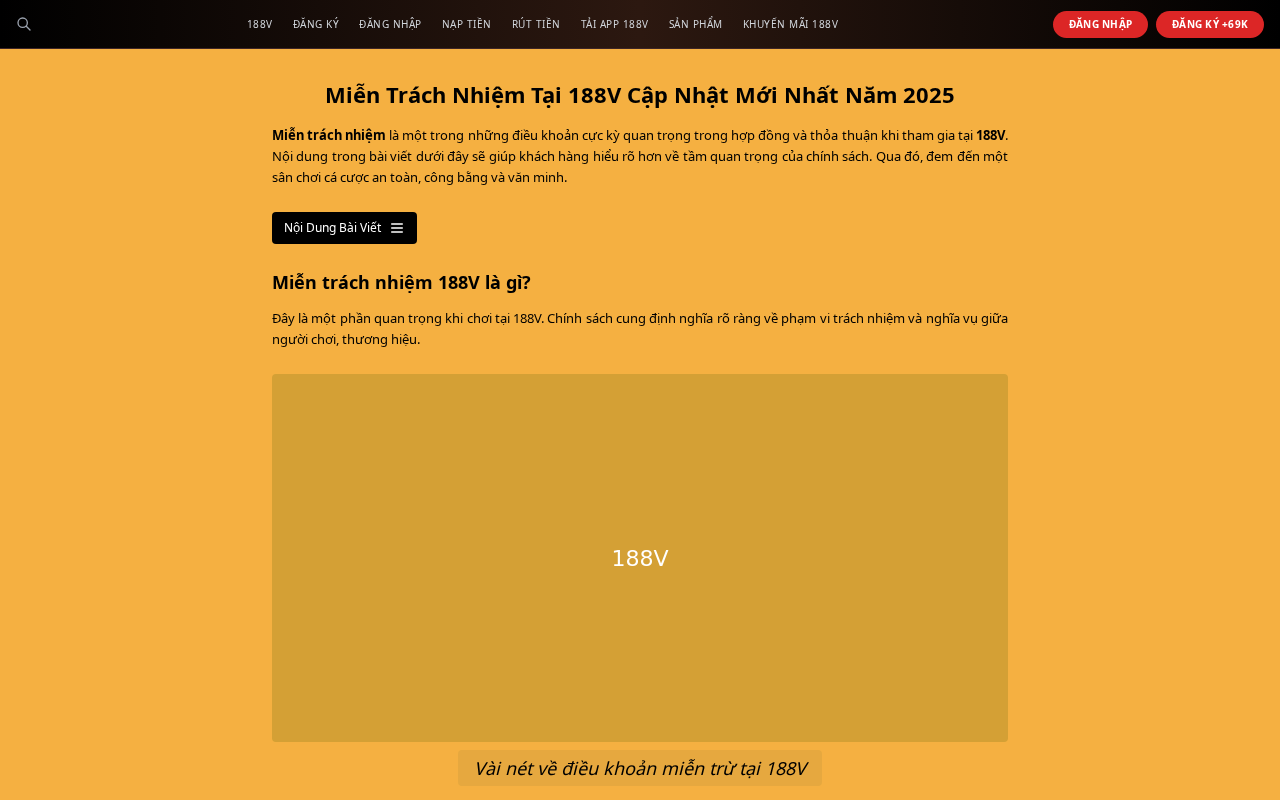 188V ĐĂNG KÝ ĐĂNG NHẬP NẠP TIỀN RÚT TIỀN TẢI APP 188V SẢN PHẨM KHUYẾN MÃI 188V ĐĂNG NHẬP ĐĂNG KÝ +69K
Miễn Trách Nhiệm Tại 188V Cập Nhật Mới Nhất Năm 2025
Miễn trách nhiệm là một trong những điều khoản cực kỳ quan trọng trong hợp đồng và thỏa thuận khi tham gia tại 188V.
Nội dung trong bài viết dưới đây sẽ giúp khách hàng hiểu rõ hơn về tầm quan trọng của chính sách. Qua đó, đem đến một
sân chơi cá cược an toàn, công bằng và văn minh.
Nội Dung Bài Viết
Miễn trách nhiệm 188V là gì?
Đây là một phần quan trọng khi chơi tại 188V. Chính sách cung định nghĩa rõ ràng về phạm vi trách nhiệm và nghĩa vụ giữa
người chơi, thương hiệu.
188V
Vài nét về điều khoản miễn trừ tại 188V